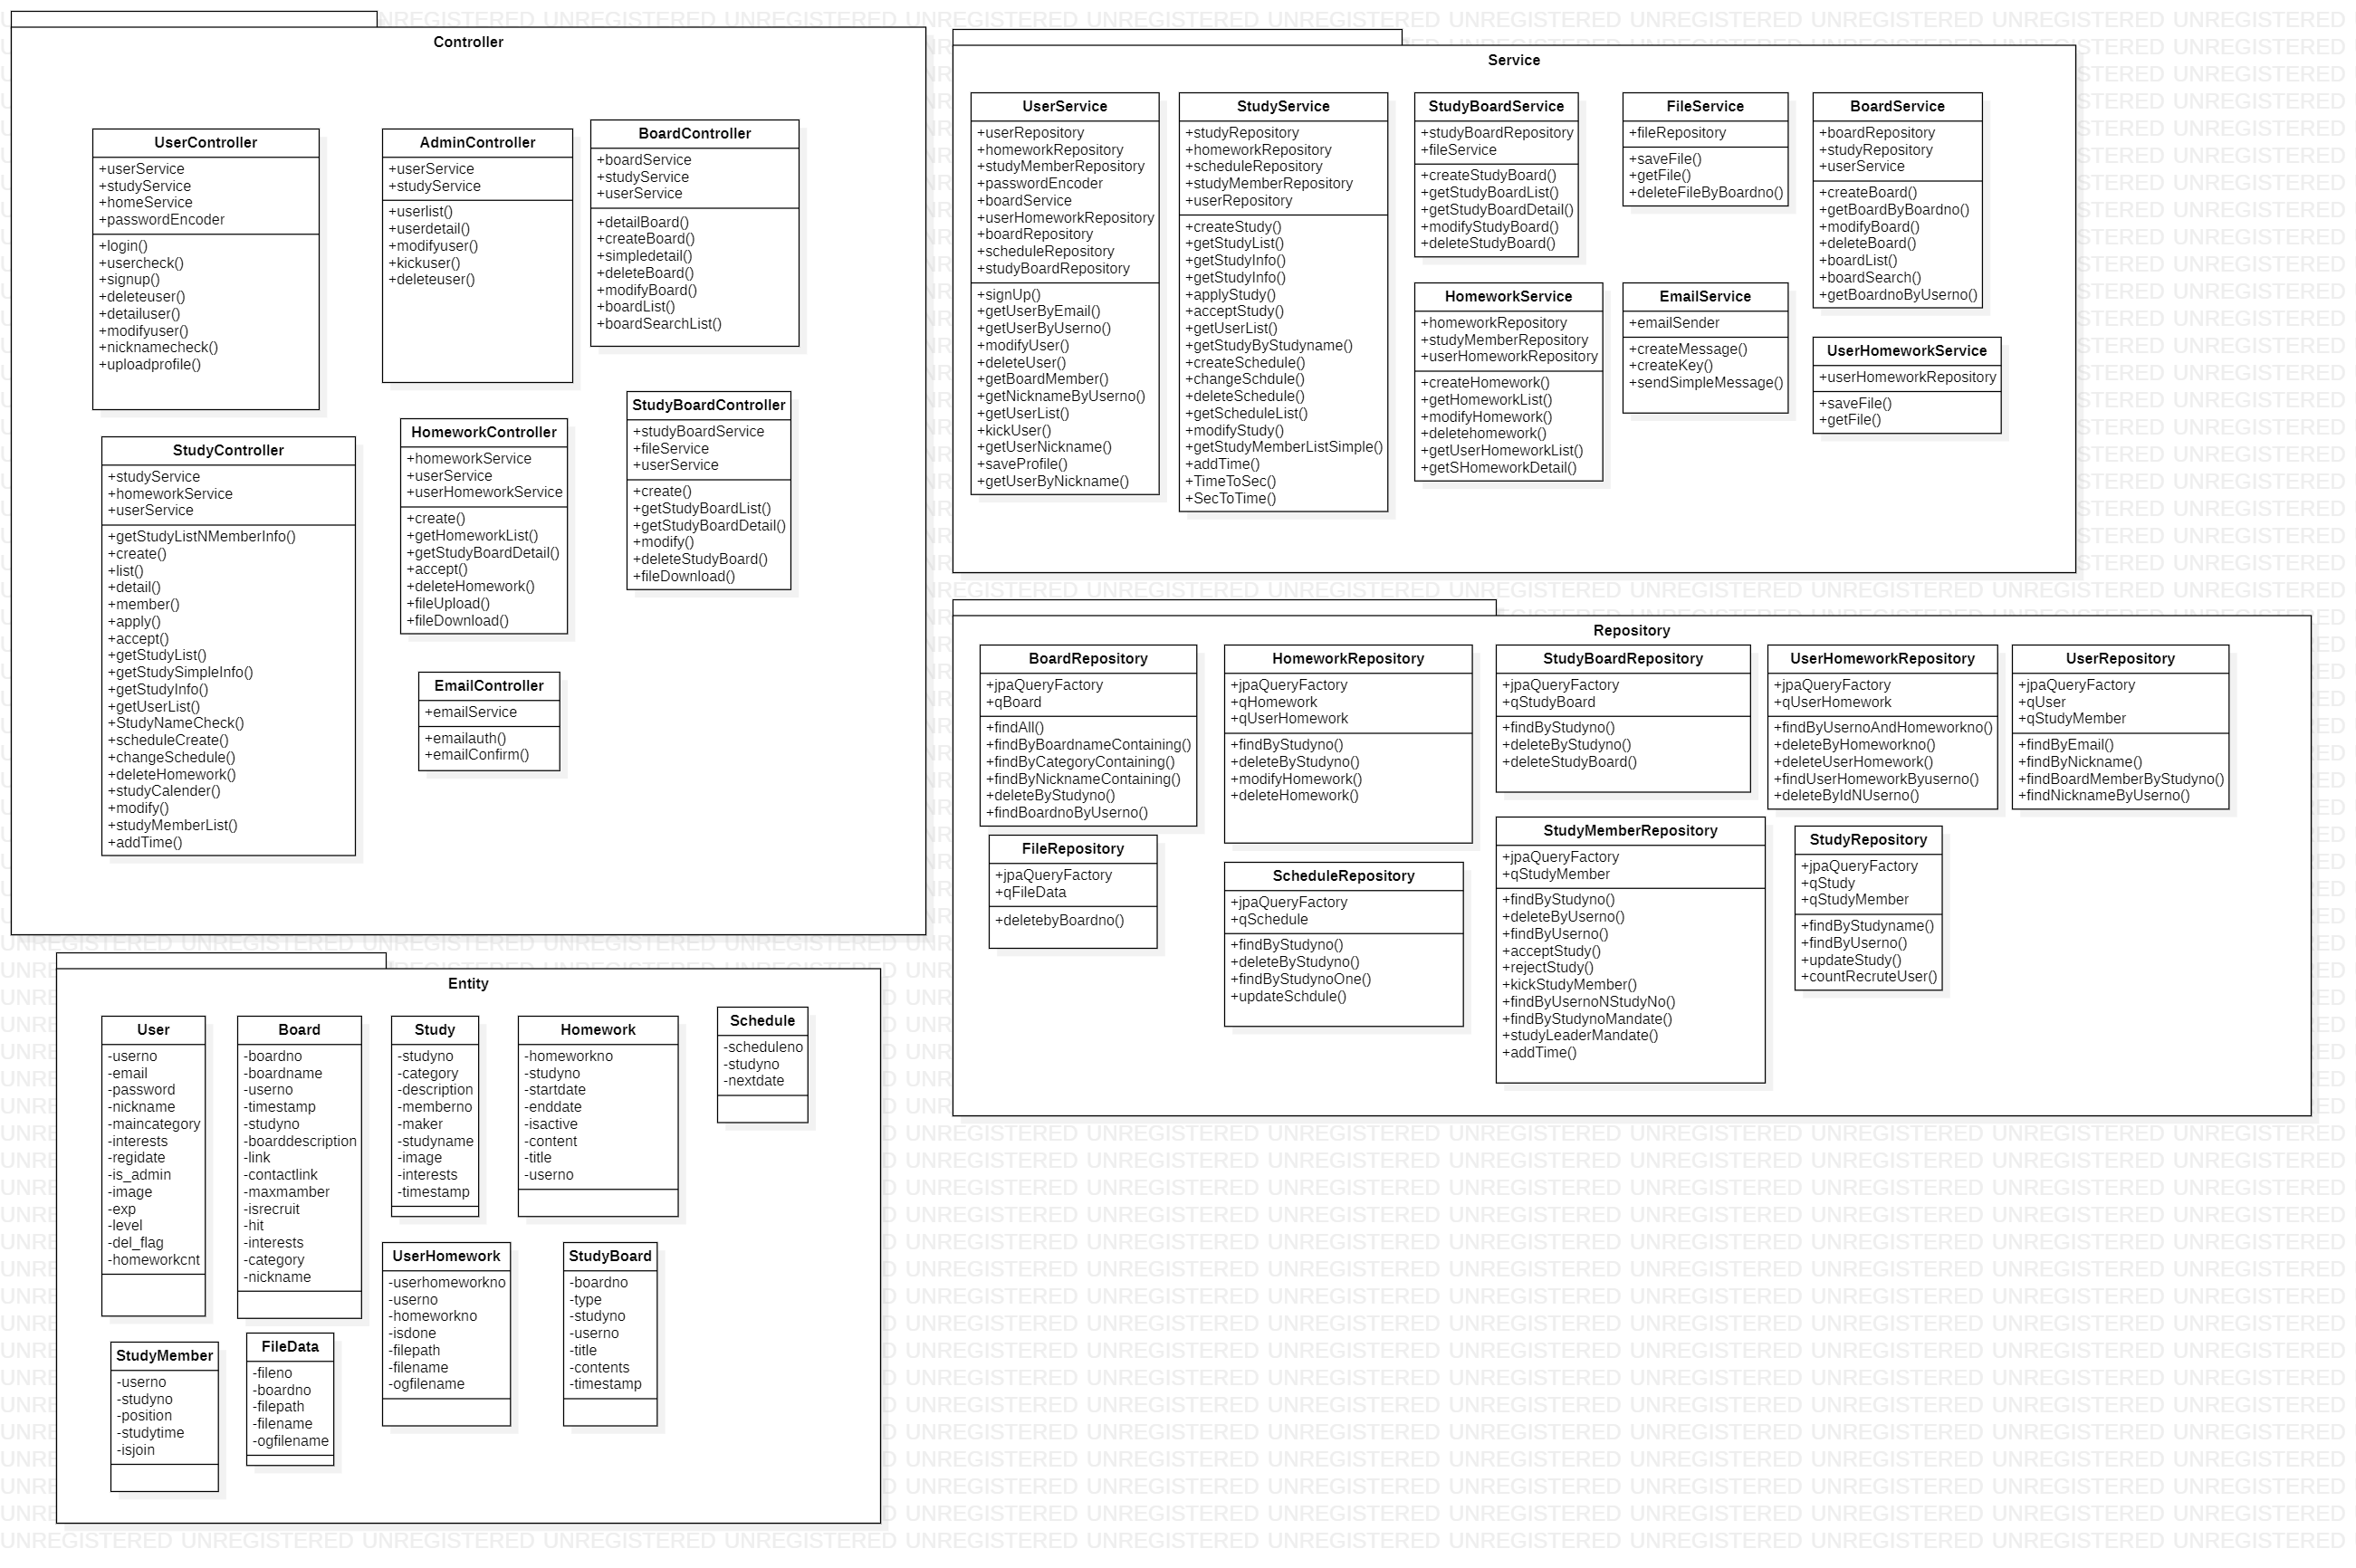 Controller
UserController
+userService
+studyService
+homeService
+passwordEncoder
+login()
+usercheck()
+signup()
+deleteuser()
+detailuser()
+modifyuser()
+nicknamecheck()
+uploadprofile()
AdminController
+userService
+studyService
+userlist()
+userdetail()
+modifyuser()
+kickuser()
+deleteuser()
BoardController
+boardService
+studyService
+userService
+detailBoard()
+createBoard()
+simpledetail()
+deleteBoard()
+modifyBoard()
+boardList()
+boardSearchList()
StudyController
+studyService
+homeworkService
+userService
+getStudyListNMemberInfo()
+create()
+list()
+detail()
+member()
+apply()
+accept()
+getStudyList()
+getStudySimpleInfo()
+getStudyInfo()
+getUserList()
+StudyNameCheck()
+scheduleCreate()
+changeSchedule()
+deleteHomework()
+studyCalender()
+modify()
+studyMemberList()
+addTime()
HomeworkController
+homeworkService
+userService
+userHomeworkService
+create()
+getHomeworkList()
+getStudyBoardDetail()
+accept()
+deleteHomework()
+fileUpload()
+fileDownload()
StudyBoardController
+studyBoardService
+fileService
+userService
+create()
+getStudyBoardList()
+getStudyBoardDetail()
+modify()
+deleteStudyBoard()
+fileDownload()
EmailController
+emailService
+emailauth()
+emailConfirm()
Service
UserService
+userRepository
+homeworkRepository
+studyMemberRepository
+passwordEncoder
+boardService
+userHomeworkRepository
+boardRepository
+scheduleRepository
+studyBoardRepository
+signUp()
+getUserByEmail()
+getUserByUserno()
+modifyUser()
+deleteUser()
+getBoardMember()
+getNicknameByUserno()
+getUserList()
+kickUser()
+getUserNickname()
+saveProfile()
+getUserByNickname()
StudyService
+studyRepository
+homeworkRepository
+scheduleRepository
+studyMemberRepository
+userRepository
+createStudy()
+getStudyList()
+getStudyInfo()
+getStudyInfo()
+applyStudy()
+acceptStudy()
+getUserList()
+getStudyByStudyname()
+createSchedule()
+changeSchdule()
+deleteSchedule()
+getScheduleList()
+modifyStudy()
+getStudyMemberListSimple()
+addTime()
+TimeToSec()
+SecToTime()
StudyBoardService
+studyBoardRepository
+fileService
+createStudyBoard()
+getStudyBoardList()
+getStudyBoardDetail()
+modifyStudyBoard()
+deleteStudyBoard()
FileService
+fileRepository
+saveFile()
+getFile()
+deleteFileByBoardno()
BoardService
+boardRepository
+studyRepository
+userService
+createBoard()
+getBoardByBoardno()
+modifyBoard()
+deleteBoard()
+boardList()
+boardSearch()
+getBoardnoByUserno()
HomeworkService
+homeworkRepository
+studyMemberRepository
+userHomeworkRepository
+createHomework()
+getHomeworkList()
+modifyHomework()
+deletehomework()
+getUserHomeworkList()
+getSHomeworkDetail()
EmailService
+emailSender
+createMessage()
+createKey()
+sendSimpleMessage()
UserHomeworkService
+userHomeworkRepository
+saveFile()
+getFile()
Repository
BoardRepository
+jpaQueryFactory
+qBoard
+findAll()
+findByBoardnameContaining()
+findByCategoryContaining()
+findByNicknameContaining()
+deleteByStudyno()
+findBoardnoByUserno()
HomeworkRepository
+jpaQueryFactory
+qHomework
+qUserHomework
+findByStudyno()
+deleteByStudyno()
+modifyHomework()
+deleteHomework()
StudyBoardRepository
+jpaQueryFactory
+qStudyBoard
+findByStudyno()
+deleteByStudyno()
+deleteStudyBoard()
UserHomeworkRepository
+jpaQueryFactory
+qUserHomework
+findByUsernoAndHomeworkno()
+deleteByHomeworkno()
+deleteUserHomework()
+findUserHomeworkByuserno()
+deleteByIdNUserno()
UserRepository
+jpaQueryFactory
+qUser
+qStudyMember
+findByEmail()
+findByNickname()
+findBoardMemberByStudyno()
+findNicknameByUserno()
FileRepository
+jpaQueryFactory
+qFileData
+deletebyBoardno()
ScheduleRepository
+jpaQueryFactory
+qSchedule
+findByStudyno()
+deleteByStudyno()
+findByStudynoOne()
+updateSchdule()
StudyMemberRepository
+jpaQueryFactory
+qStudyMember
+findByStudyno()
+deleteByUserno()
+findByUserno()
+acceptStudy()
+rejectStudy()
+kickStudyMember()
+findByUsernoNStudyNo()
+findByStudynoMandate()
+studyLeaderMandate()
+addTime()
StudyRepository
+jpaQueryFactory
+qStudy
+qStudyMember
+findByStudyname()
+findByUserno()
+updateStudy()
+countRecruteUser()
Entity
User
-userno
-email
-password
-nickname
-maincategory
-interests
-regidate
-is_admin
-image
-exp
-level
-del_flag
-homeworkcnt
Board
-boardno
-boardname
-userno
-timestamp
-studyno
-boarddescription
-link
-contactlink
-maxmamber
-isrecruit
-hit
-interests
-category
-nickname
Study
-studyno
-category
-description
-memberno
-maker
-studyname
-image
-interests
-timestamp
Homework
-homeworkno
-studyno
-startdate
-enddate
-isactive
-content
-title
-userno
Schedule
-scheduleno
-studyno
-nextdate
UserHomework
-userhomeworkno
-userno
-homeworkno
-isdone
-filepath
-filename
-ogfilename
StudyBoard
-boardno
-type
-studyno
-userno
-title
-contents
-timestamp
StudyMember
-userno
-studyno
-position
-studytime
-isjoin
FileData
-fileno
-boardno
-filepath
-filename
-ogfilename